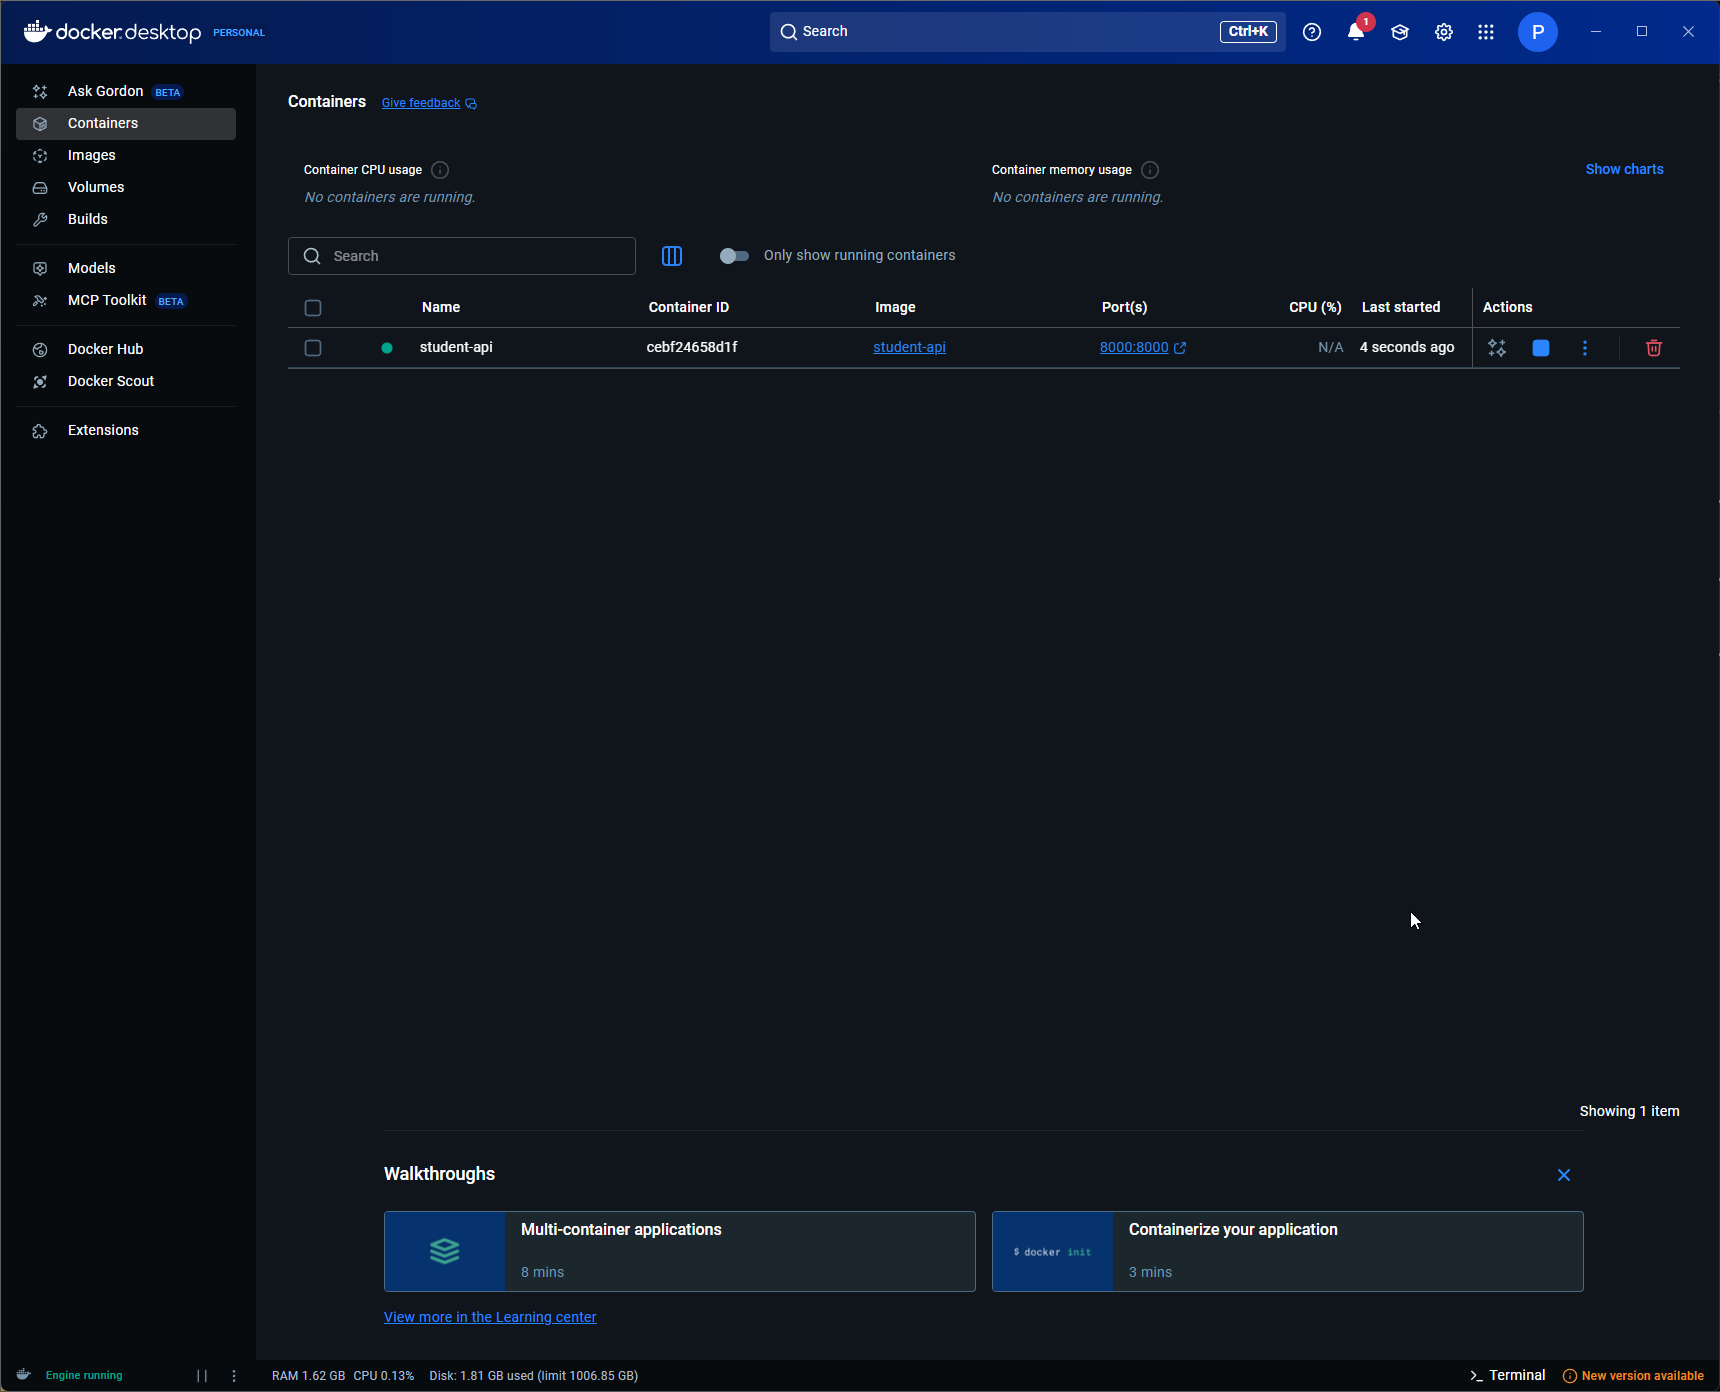 docker.desktop PERSONAL
Search Ctrl+K
1
P
Ask Gordon BETA
Containers
Images
Volumes
Builds
Models
MCP Toolkit BETA
Docker Hub
Docker Scout
Extensions
Containers Give feedback
Container CPU usage
No containers are running.
Container memory usage
No containers are running.
Show charts
Search
Only show running containers
Name Container ID Image Port(s) CPU (%) Last started Actions
student-api cebf24658d1f student-api 8000:8000 N/A 4 seconds ago
Showing 1 item
Walkthroughs
Multi-container applications
8 mins
$ docker init
Containerize your application
3 mins
View more in the Learning center
Engine running
RAM 1.62 GB CPU 0.13% Disk: 1.81 GB used (limit 1006.85 GB)
Terminal
New version available